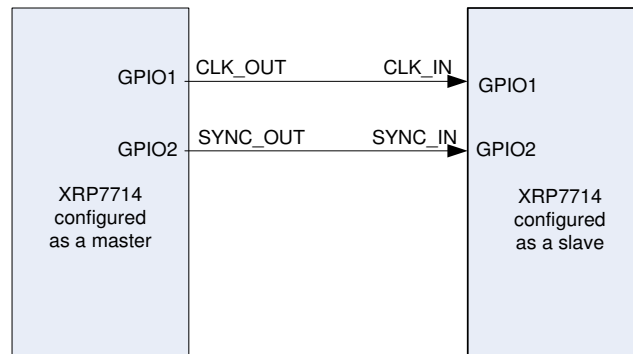 GPIO1 CLK_OUT CLK_IN GPIO1
GPIO2 SYNC_OUT SYNC_IN GPIO2
XRP7714
configured
as a master
XRP7714
configured
as a slave